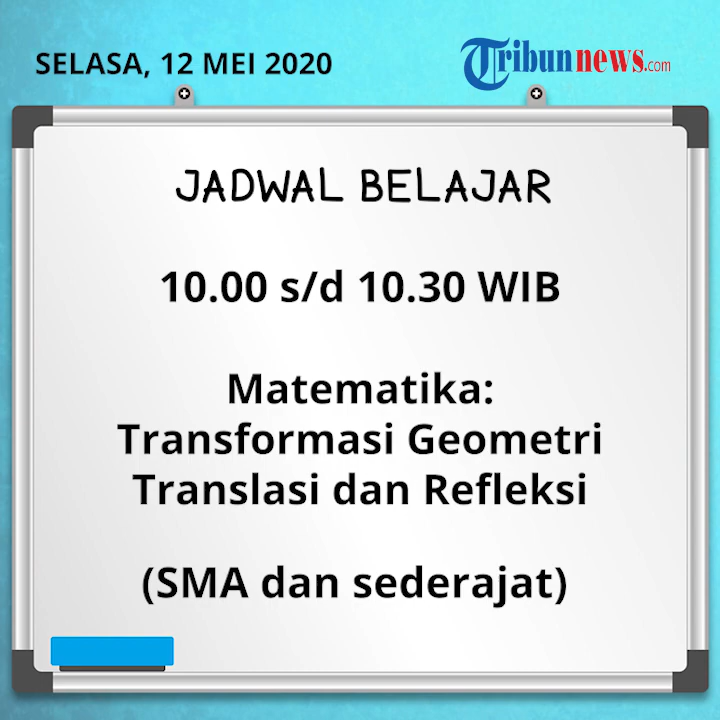 SELASA, 12 MEI 2020
Tribunnews.com
JADWAL BELAJAR
10.00 s/d 10.30 WIB
Matematika:
Transformasi Geometri
Translasi dan Refleksi
(SMA dan sederajat)